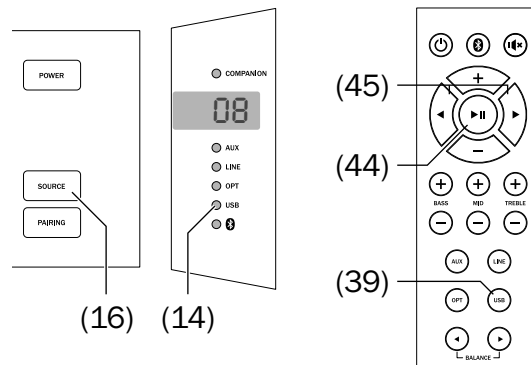 POWER
SOURCE
PAIRING
(16)
COMPANION
08
AUX
LINE
OPT
USB
(14)
(45)
(44)
(39)
+
−
+ + +
BASS MID TREBLE
− − −
AUX LINE
OPT USB
BALANCE